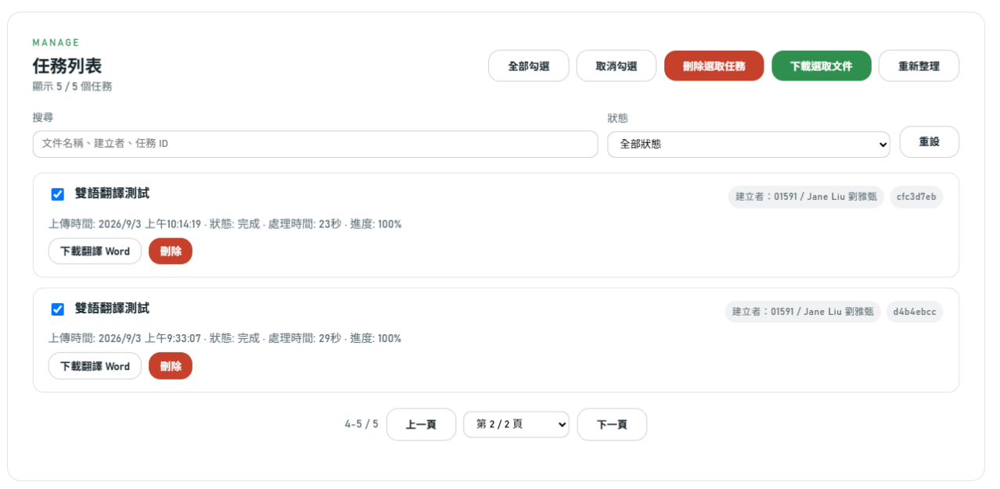 MANAGE
任務列表
顯示 5 / 5 個任務
全部勾選 取消勾選 刪除選取任務 下載選取文件 重新整理
搜尋
文件名稱、建立者、任務 ID
狀態
全部狀態
重設
雙語翻譯測試
建立者：01591 / Jane Liu 劉雅甄 cfc3d7eb
上傳時間: 2026/9/3 上午10:14:19 · 狀態: 完成 · 處理時間: 23秒 · 進度: 100%
下載翻譯 Word 刪除
雙語翻譯測試
建立者：01591 / Jane Liu 劉雅甄 d4b4ebcc
上傳時間: 2026/9/3 上午9:33:07 · 狀態: 完成 · 處理時間: 29秒 · 進度: 100%
下載翻譯 Word 刪除
4-5 / 5 上一頁 第 2 / 2 頁 下一頁